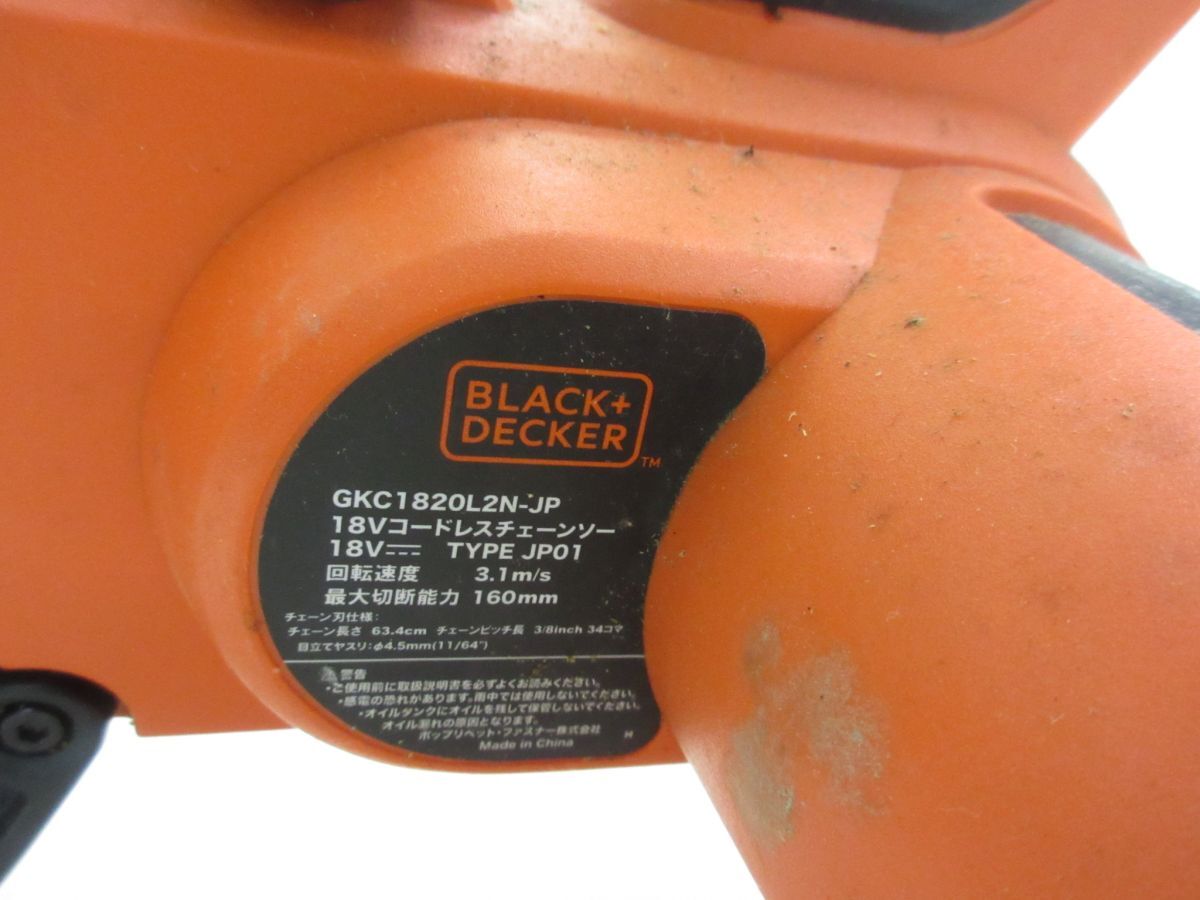 BLACK+
DECKER
TM
GKC1820L2N-JP
18Vコードレスチェーンソー
18V⎓ TYPE JP01
回転速度 3.1m/s
最大切断能力 160mm
チェーン刃仕様:
チェーン長さ 63.4cm チェーンピッチ長 3/8inch 34コマ
目立てヤスリ:φ4.5mm(11/64")
警告
・ご使用前に取扱説明書を必ずよくお読みください。
・感電の恐れがあります。雨中では使用しないでください。
・オイルタンクにオイルを残して保管しないでください。
オイル漏れの原因となります。
ポップリベット・ファスナー株式会社
Made in China
H